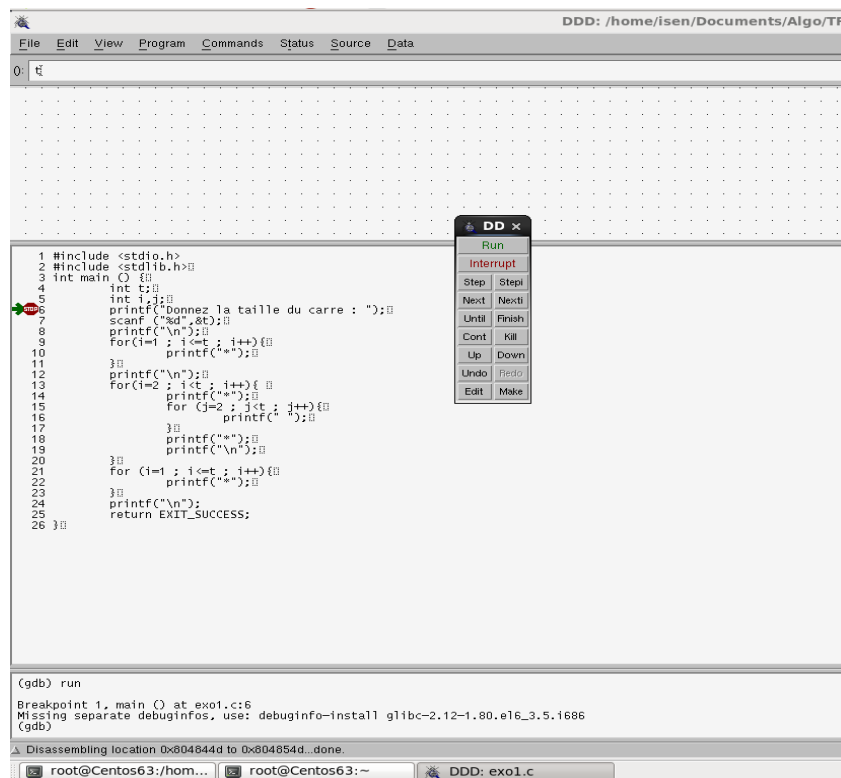 DDD: /home/isen/Documents/Algo/TF
File Edit View Program Commands Status Source Data
(): t
DD ×
Run
Interrupt
Step Stepi
Next Nexti
Until Finish
Cont Kill
Up Down
Undo Redo
Edit Make
1 #include <stdio.h>
2 #include <stdlib.h>
3 int main () {
4 int t;
5 int i,j;
STOP 6 printf("Donnez la taille du carre : ");
7 scanf ("%d",&t);
8 printf("\n");
9 for(i=1 ; i<=t ; i++){
10 printf("*");
11 }
12 printf("\n");
13 for(i=2 ; i<t ; i++){
14 printf("*");
15 for (j=2 ; j<t ; j++){
16 printf(" ");
17 }
18 printf("*");
19 printf("\n");
20 }
21 for (i=1 ; i<=t ; i++){
22 printf("*");
23 }
24 printf("\n");
25 return EXIT_SUCCESS;
26 }
(gdb) run
Breakpoint 1, main () at exo1.c:6
Missing separate debuginfos, use: debuginfo-install glibc-2.12-1.80.el6_3.5.i686
(gdb)
Disassembling location 0x804844d to 0x804854d...done.
root@Centos63:/hom... root@Centos63:~ DDD: exo1.c